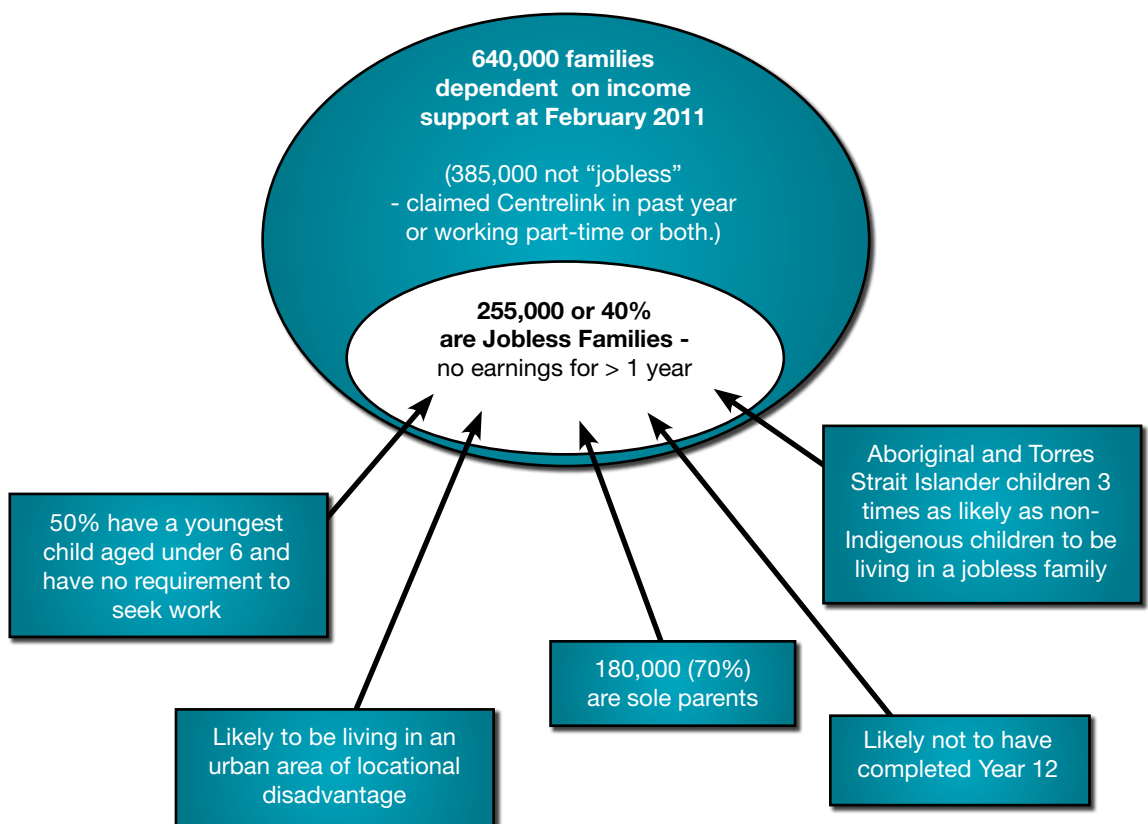 640,000 families
dependent on income
support at February 2011
(385,000 not “jobless”
- claimed Centrelink in past year
or working part-time or both.)
255,000 or 40%
are Jobless Families -
no earnings for > 1 year
50% have a youngest
child aged under 6 and
have no requirement to
seek work
Likely to be living in an
urban area of locational
disadvantage
180,000 (70%)
are sole parents
Likely not to have
completed Year 12
Aboriginal and Torres
Strait Islander children 3
times as likely as non-
Indigenous children to be
living in a jobless family